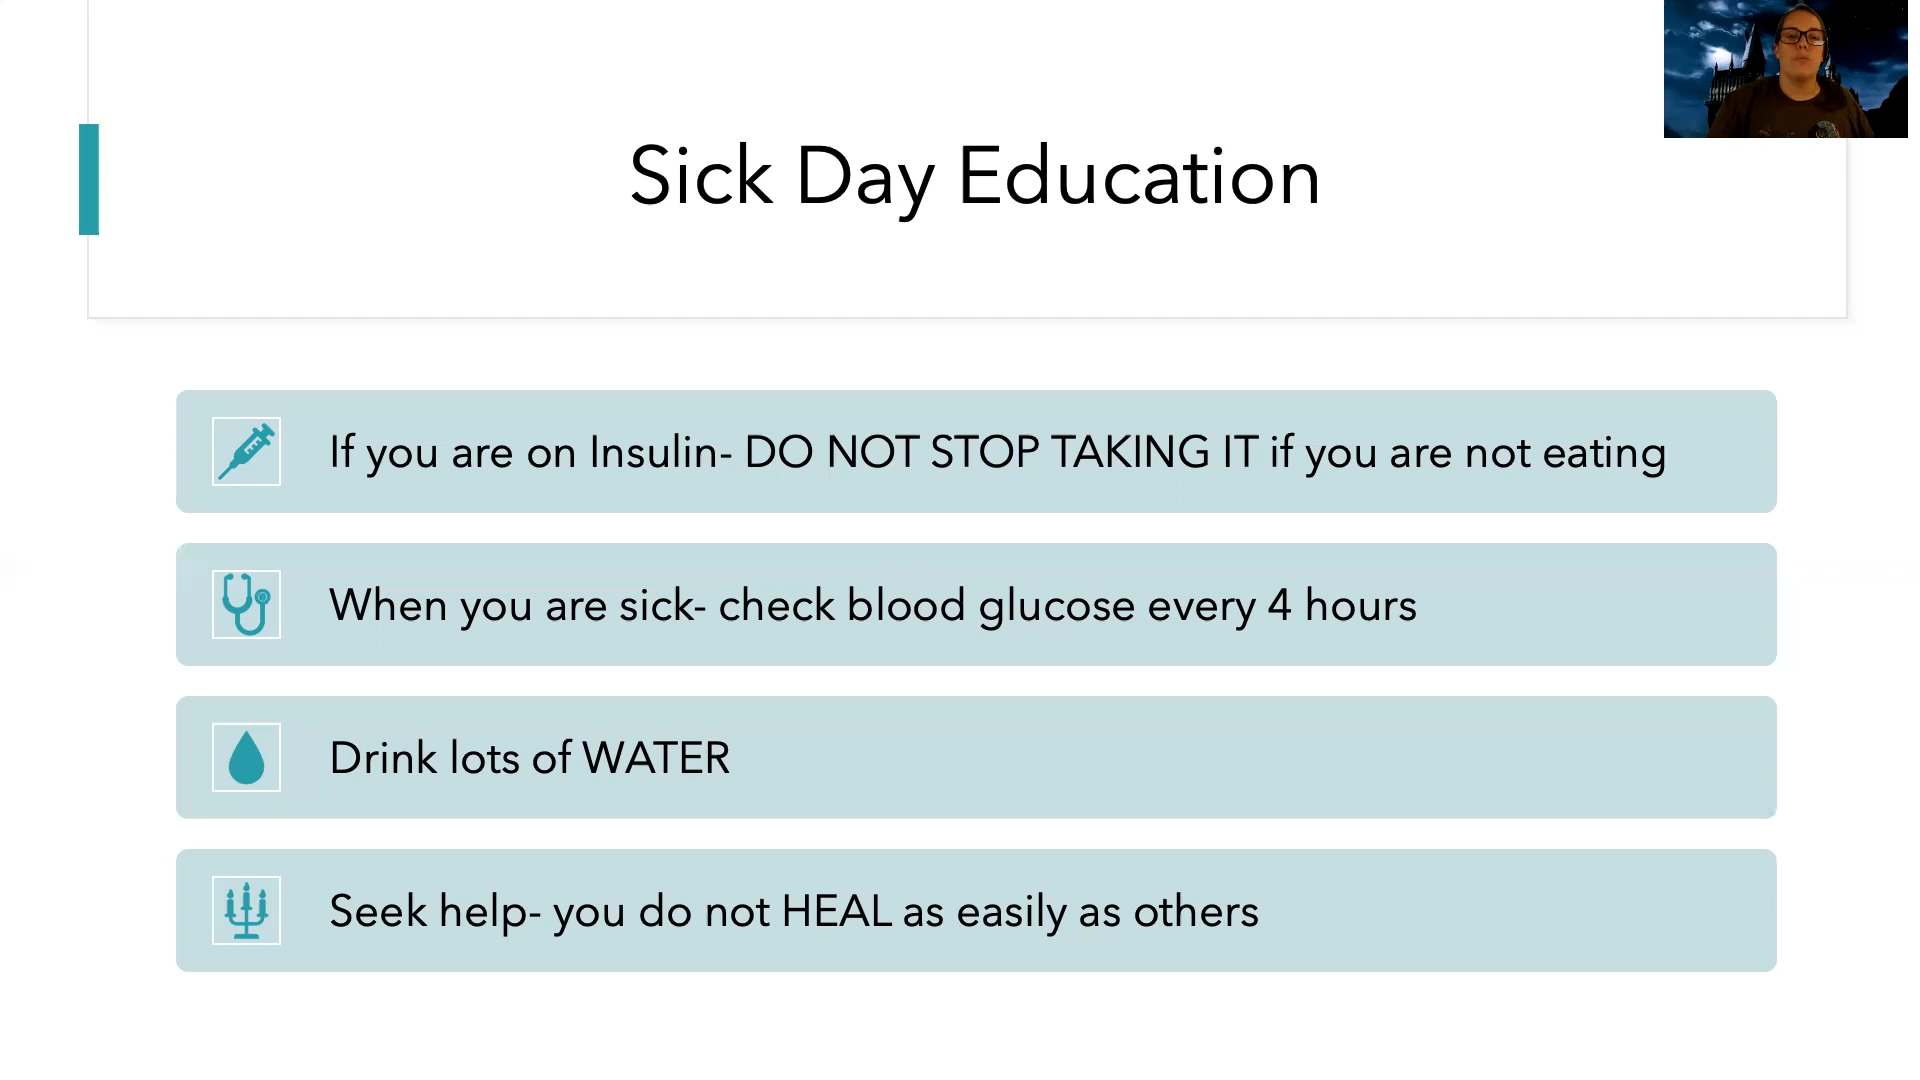 Sick Day Education
If you are on Insulin- DO NOT STOP TAKING IT if you are not eating
When you are sick- check blood glucose every 4 hours
Drink lots of WATER
Seek help- you do not HEAL as easily as others